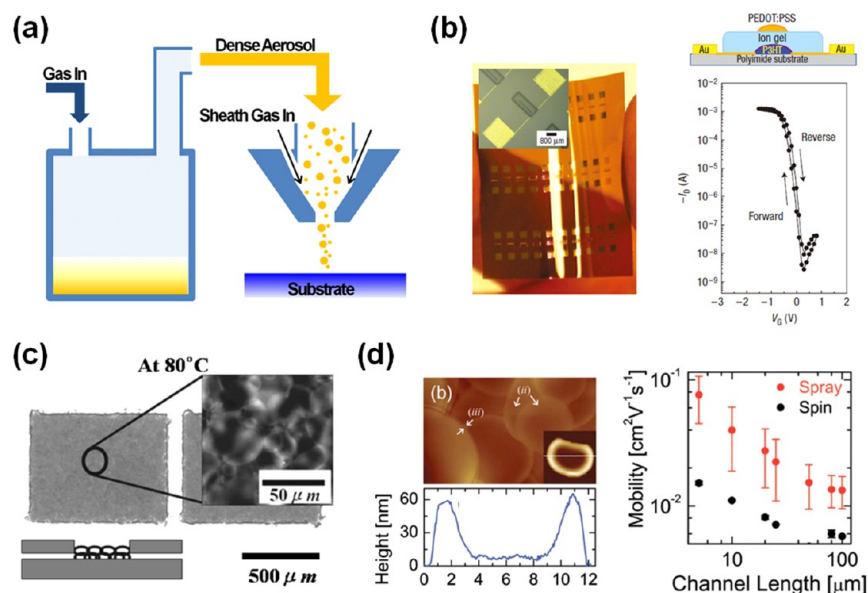 (a)
Gas In
Dense Aerosol
Sheath Gas In
Substrate
(b)
PEDOT:PSS
Ion gel
Au
P3HT
Au
Polyimide substrate
800 μm
10⁻²
10⁻³
10⁻⁴
10⁻⁵
10⁻⁶
10⁻⁷
10⁻⁸
10⁻⁹
-I_D (A)
Reverse
Forward
−3 −2 −1 0 1 2 3
V_G (V)
(c)
At 80°C
50 μm
500 μm
(d)
(b)
(ii)
(iii)
60
30
0
Height [nm]
0 2 4 6 8 10 12
10⁻¹
10⁻²
Mobility [cm²V⁻¹s⁻¹]
Spray
Spin
10 100
Channel Length [μm]